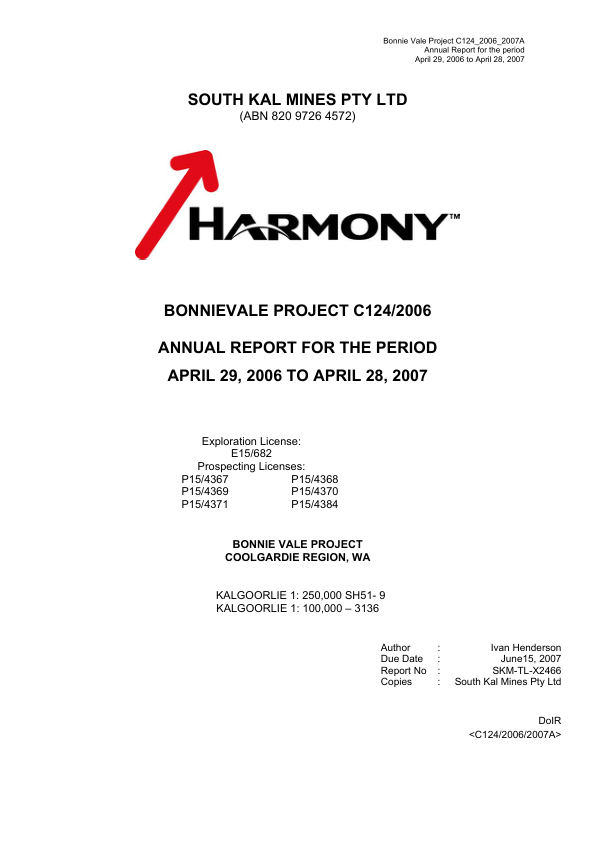 Bonnie Vale Project C124_2006_2007A
Annual Report for the period
April 29, 2006 to April 28, 2007
SOUTH KAL MINES PTY LTD
(ABN 820 9726 4572)
HARMONY™
BONNIEVALE PROJECT C124/2006
ANNUAL REPORT FOR THE PERIOD
APRIL 29, 2006 TO APRIL 28, 2007
Exploration License:
E15/682
Prospecting Licenses:
P15/4367 P15/4368
P15/4369 P15/4370
P15/4371 P15/4384
BONNIE VALE PROJECT
COOLGARDIE REGION, WA
KALGOORLIE 1: 250,000 SH51- 9
KALGOORLIE 1: 100,000 – 3136
Author : Ivan Henderson
Due Date : June15, 2007
Report No : SKM-TL-X2466
Copies : South Kal Mines Pty Ltd
DoIR
<C124/2006/2007A>